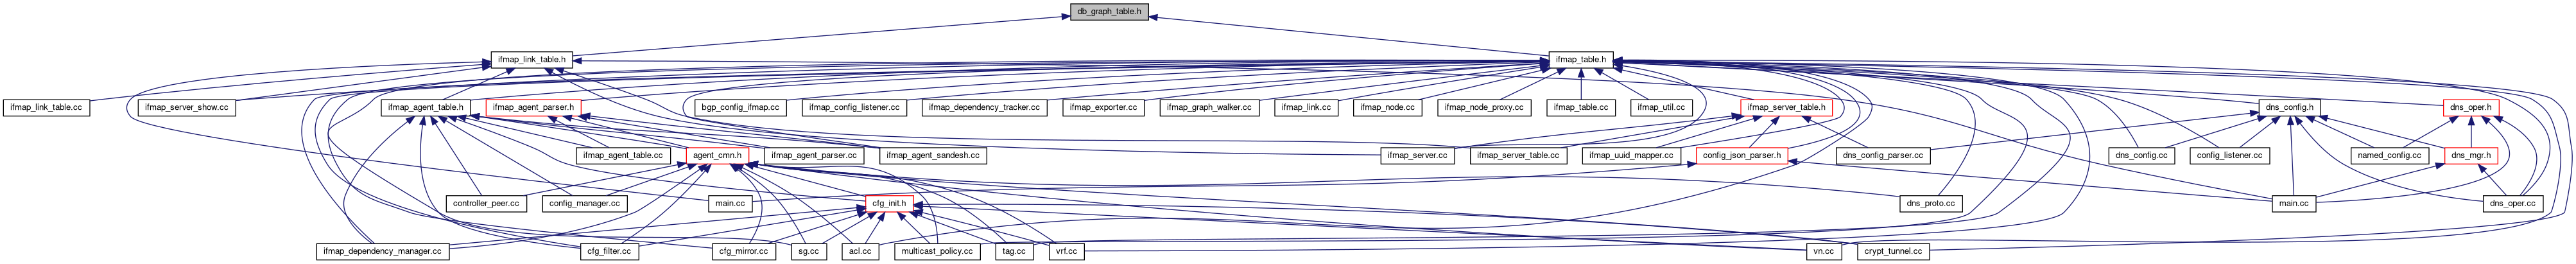 db_graph_table.h
ifmap_link_table.h
ifmap_table.h
ifmap_link_table.cc
ifmap_server_show.cc
ifmap_agent_table.h
ifmap_agent_parser.h
bgp_config_ifmap.cc
ifmap_config_listener.cc
ifmap_dependency_tracker.cc
ifmap_exporter.cc
ifmap_graph_walker.cc
ifmap_link.cc
ifmap_node.cc
ifmap_node_proxy.cc
ifmap_table.cc
ifmap_util.cc
ifmap_server_table.h
dns_config.h
dns_oper.h
ifmap_agent_table.cc
agent_cmn.h
ifmap_agent_parser.cc
ifmap_agent_sandesh.cc
ifmap_server.cc
ifmap_server_table.cc
ifmap_uuid_mapper.cc
dns_config_parser.cc
config_json_parser.h
dns_config.cc
config_listener.cc
named_config.cc
dns_mgr.h
controller_peer.cc
config_manager.cc
main.cc
cfg_init.h
dns_proto.cc
main.cc
dns_oper.cc
ifmap_dependency_manager.cc
cfg_filter.cc
cfg_mirror.cc
sg.cc
acl.cc
multicast_policy.cc
tag.cc
vrf.cc
vn.cc
crypt_tunnel.cc